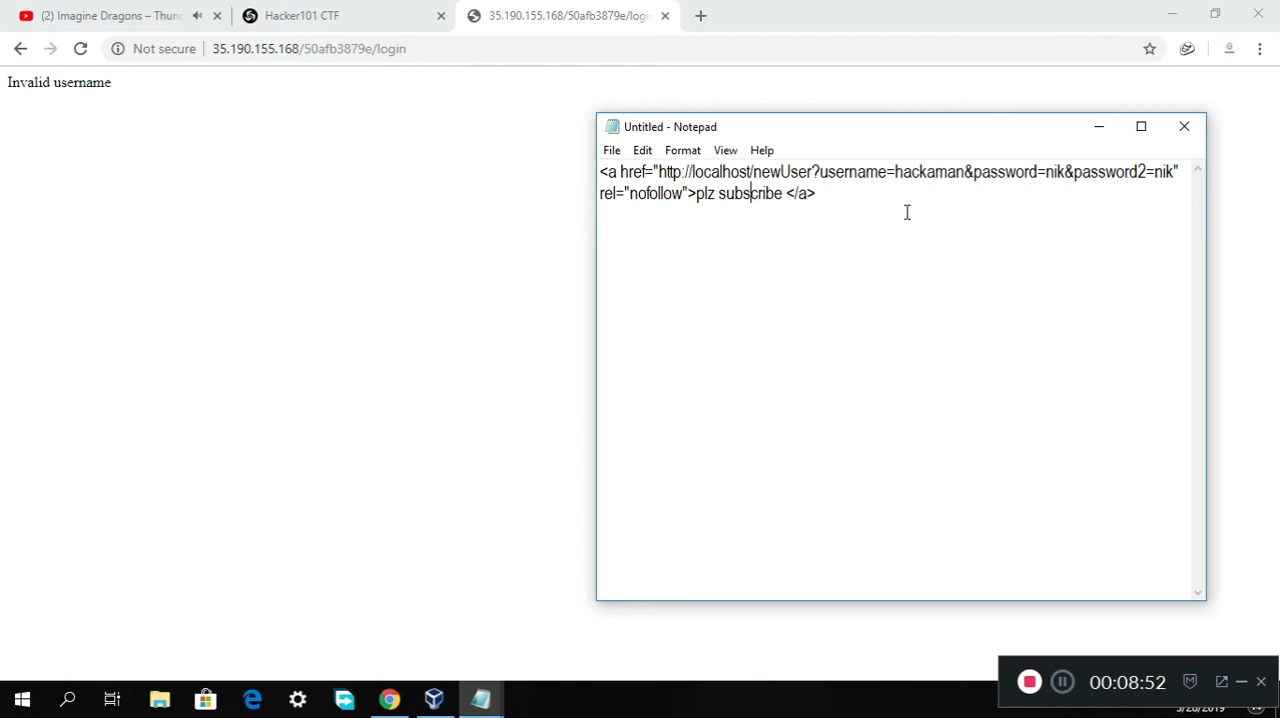 (2) Imagine Dragons – Thund
Hacker101 CTF
35.190.155.168/50afb3879e/login
Not secure
35.190.155.168/50afb3879e/login
Invalid username
Untitled - Notepad
File Edit Format View Help
<a href="http://localhost/newUser?username=hackaman&password=nik&password2=nik"
rel="nofollow">plz subscribe </a>
00:08:52